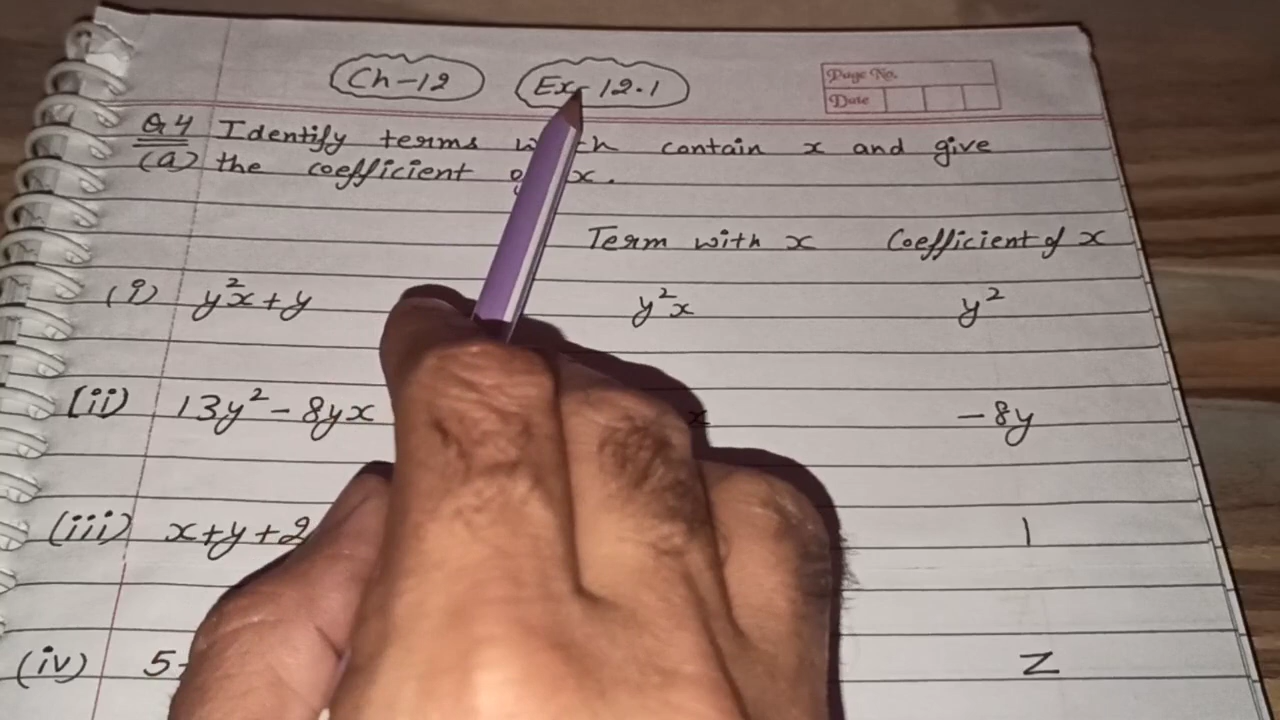 Ch-12 Ex-12.1
Page No.
Date
Q4 Identify terms contain x and give
(a) the coefficient x.
Term with x Coefficient of x
(i) y²x+y y²x y²
(ii) 13y²-8yx x -8y
(iii) x+y+2 1
(iv) 5 z